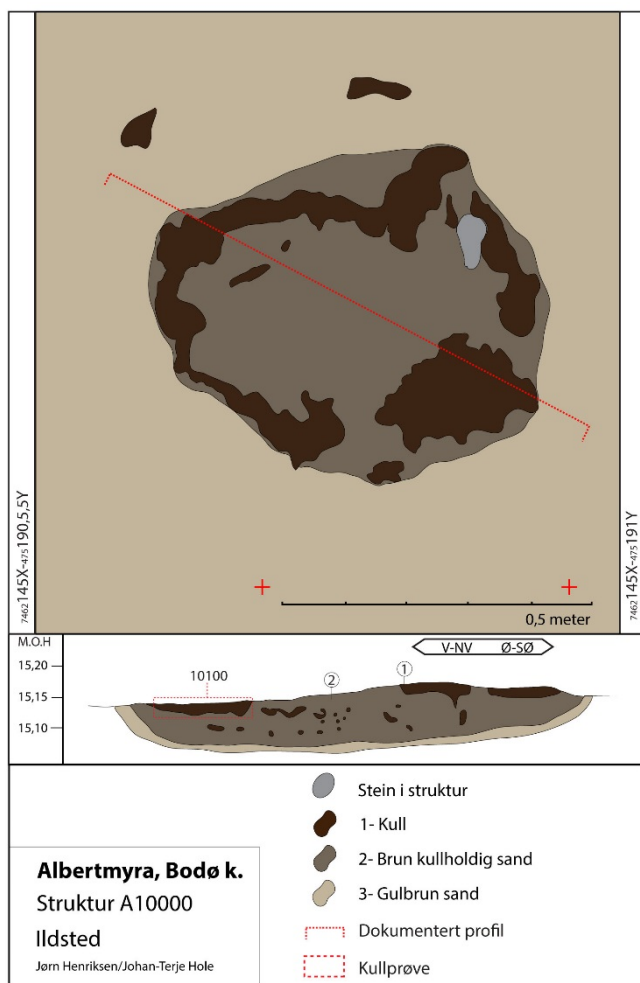 7462145X-475190,5,5Y
7462145X-475191Y
0,5 meter
M.O.H
V-NV Ø-SØ
15,20
15,15
15,10
10100
2
1
Stein i struktur
1- Kull
2- Brun kullholdig sand
3- Gulbrun sand
Dokumentert profil
Kullprøve
Albertmyra, Bodø k.
Struktur A10000
Ildsted
Jørn Henriksen/Johan-Terje Hole